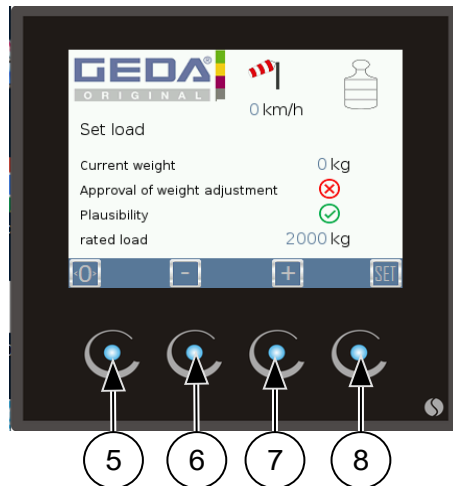 GEDA®
ORIGINAL
0 km/h
Set load
Current weight 0 kg
Approval of weight adjustment
Plausibility
rated load 2000 kg
<0> - + SET
5 6 7 8